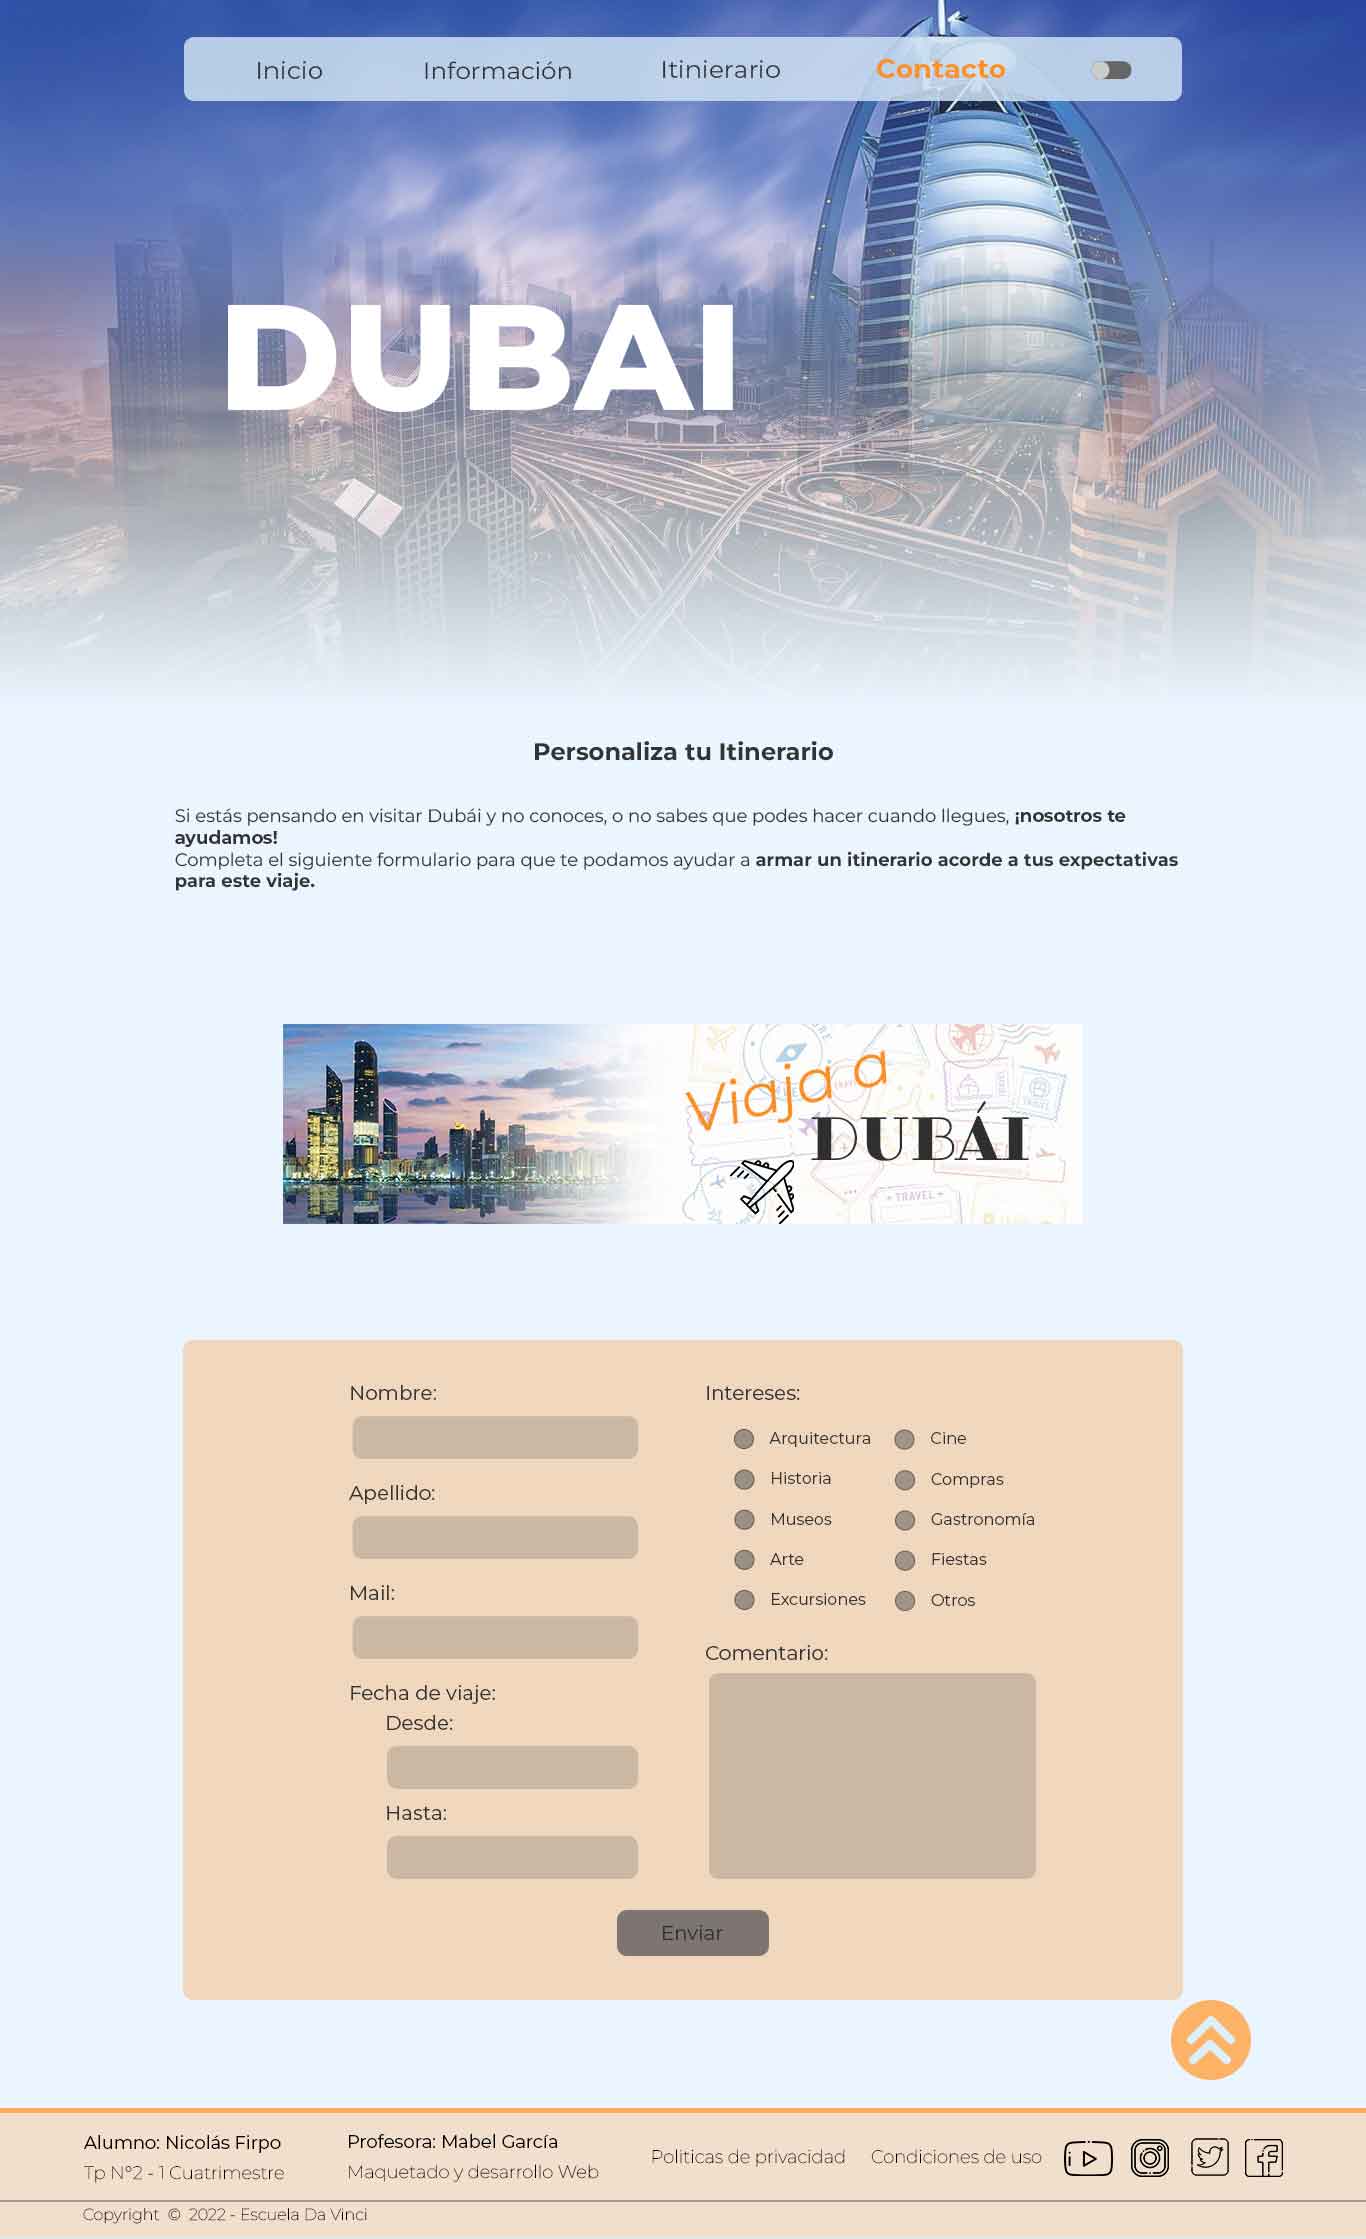 Inicio Información Itinierario Contacto
DUBAI
Personaliza tu Itinerario
Si estás pensando en visitar Dubái y no conoces, o no sabes que podes hacer cuando llegues, ¡nosotros te
ayudamos!
Completa el siguiente formulario para que te podamos ayudar a armar un itinerario acorde a tus expectativas
para este viaje.
Viaja a
DUBÁI
TRAVEL
TRAVEL
Nombre:
Apellido:
Mail:
Fecha de viaje:
Desde:
Hasta:
Intereses:
Arquitectura Cine
Historia Compras
Museos Gastronomía
Arte Fiestas
Excursiones Otros
Comentario:
Enviar
Alumno: Nicolás Firpo
Tp N°2 - 1 Cuatrimestre
Profesora: Mabel García
Maquetado y desarrollo Web
Politicas de privacidad Condiciones de uso
Copyright © 2022 - Escuela Da Vinci